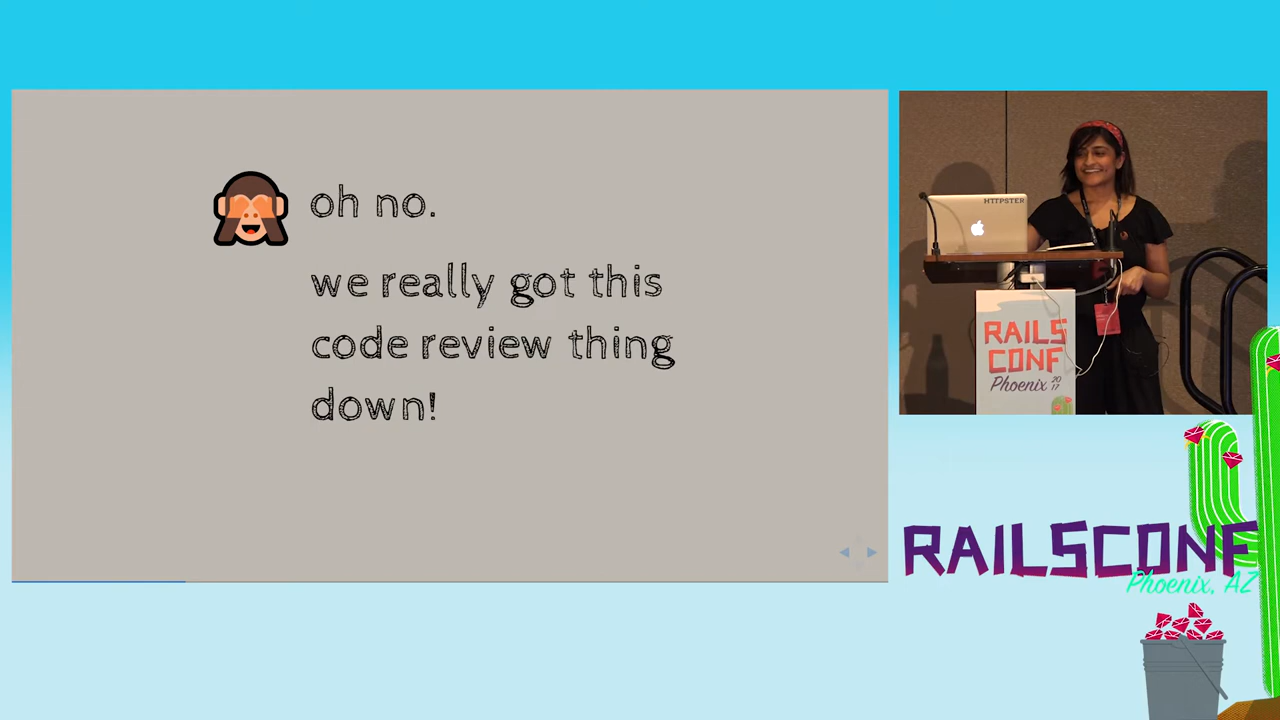 oh no.
we really got this
code review thing
down!
HTTPSTER
RAILS
CONF
Phoenix 2017
RAILSCONF
Phoenix, AZ